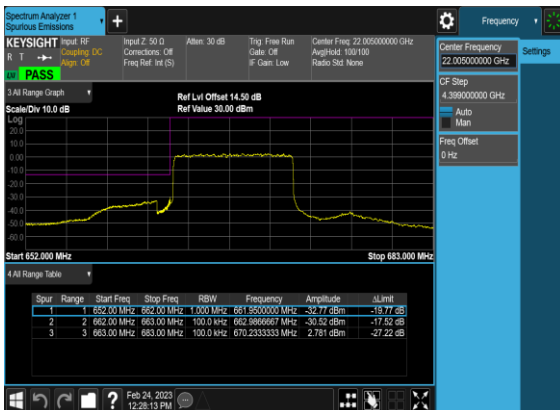 Spectrum Analyzer 1
Spurious Emissions
Frequency
KEYSIGHT
R T
LW PASS
Input: RF
Coupling: DC
Align: Off
Input Z: 50 Ω
Corrections: Off
Freq Ref: Int (S)
Atten: 30 dB
Trig: Free Run
Gate: Off
IF Gain: Low
Center Freq: 22.005000000 GHz
Avg|Hold: 100/100
Radio Std: None
Center Frequency
22.005000000 GHz
Settings
CF Step
4.399000000 GHz
Auto
Man
Freq Offset
0 Hz
3 All Range Graph
Ref Lvl Offset 14.50 dB
Scale/Div 10.0 dB
Ref Value 30.00 dBm
Log
20.0
10.0
0.00
-10.0
-20.0
-30.0
-40.0
-50.0
-60.0
Start 652.000 MHz
Stop 683.000 MHz
4 All Range Table
Spur Range Start Freq Stop Freq RBW Frequency Amplitude ΔLimit
1 1 652.00 MHz 662.00 MHz 1.000 MHz 661.9500000 MHz -32.77 dBm -19.77 dB
2 2 662.00 MHz 663.00 MHz 100.0 kHz 662.9866667 MHz -30.52 dBm -17.52 dB
3 3 663.00 MHz 683.00 MHz 100.0 kHz 670.2333333 MHz 2.781 dBm -27.22 dB
Feb 24, 2023
12:28:13 PM